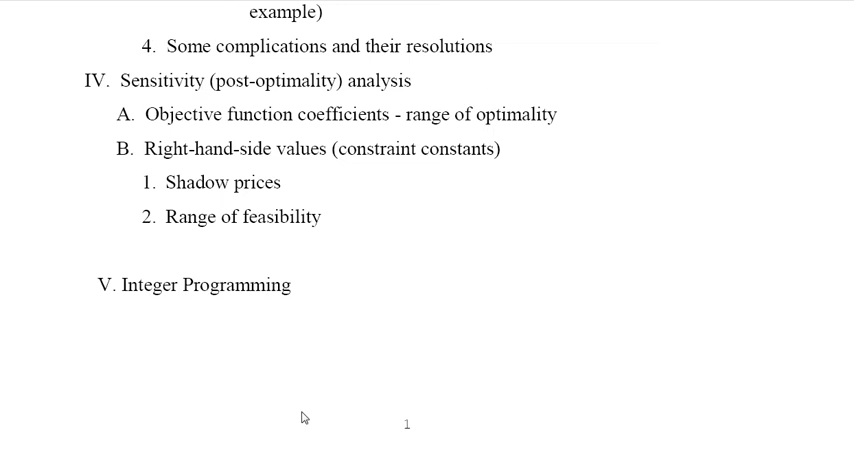 example)
4. Some complications and their resolutions
IV. Sensitivity (post-optimality) analysis
A. Objective function coefficients - range of optimality
B. Right-hand-side values (constraint constants)
1. Shadow prices
2. Range of feasibility
V. Integer Programming
1